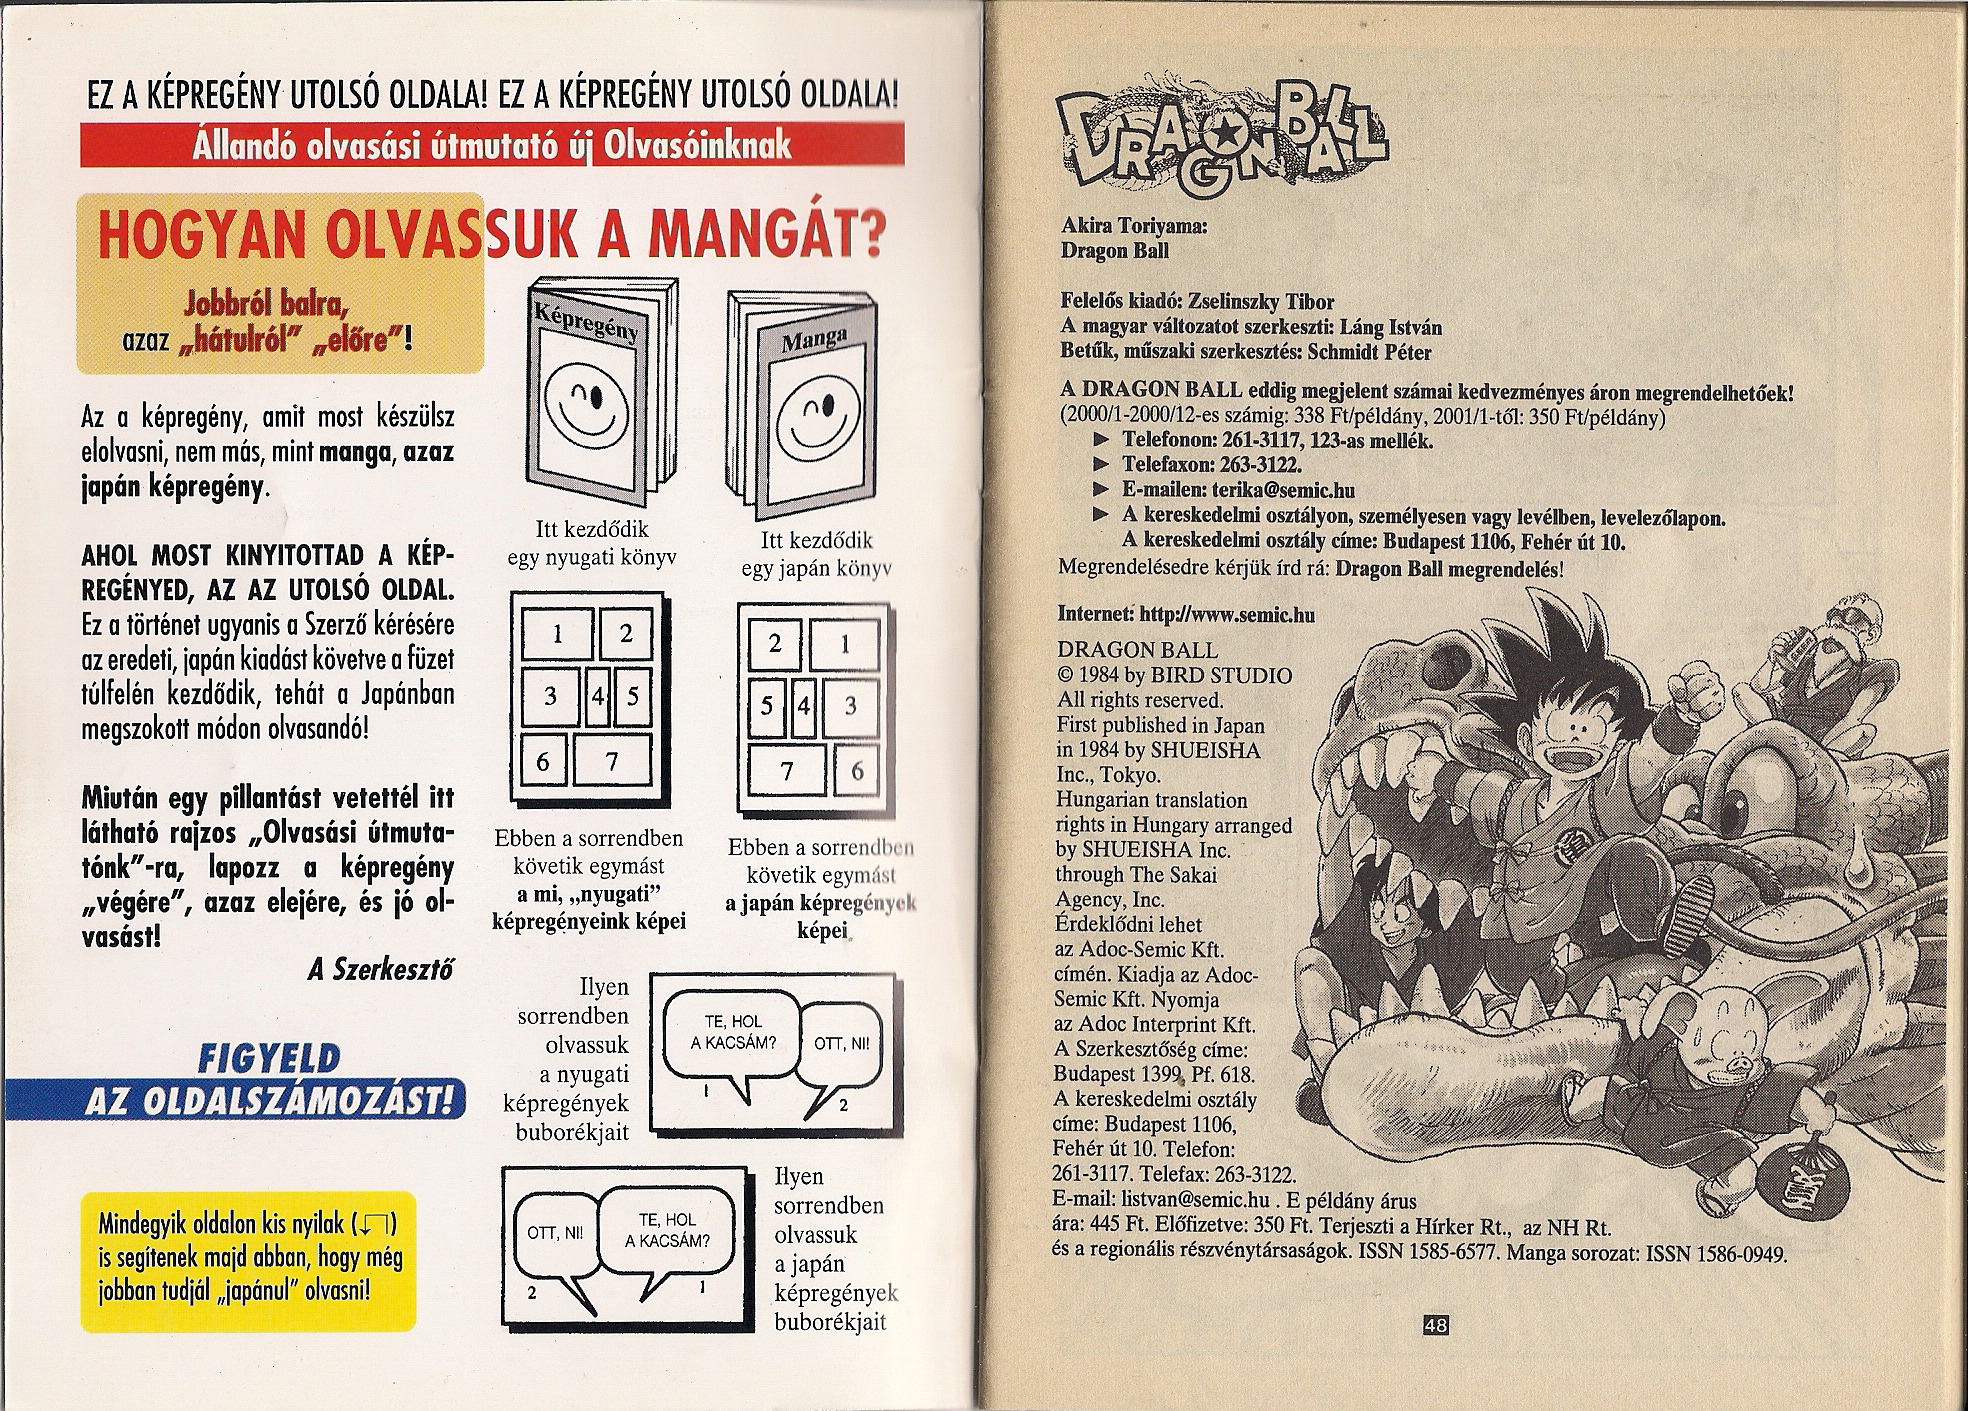 EZ A KÉPREGÉNY UTOLSÓ OLDALA! EZ A KÉPREGÉNY UTOLSÓ OLDALA!
Állandó olvasási útmutató új Olvasóinknak
HOGYAN OLVASSUK A MANGÁT?
Jobbról balra,
azaz „hátulról” „előre”!
Az a képregény, amit most készülsz
elolvasni, nem más, mint manga, azaz
japán képregény.
AHOL MOST KINYITOTTAD A KÉP-
REGÉNYED, AZ AZ UTOLSÓ OLDAL.
Ez a történet ugyanis a Szerző kérésére
az eredeti, japán kiadást követve a füzet
túlfelén kezdődik, tehát a Japánban
megszokott módon olvasandó!
Miután egy pillantást vetettél itt
látható rajzos „Olvasási útmuta-
tónk”-ra, lapozz a képregény
„végére”, azaz elejére, és jó ol-
vasást!
A Szerkesztő
FIGYELD
AZ OLDALSZÁMOZÁST!
Mindegyik oldalon kis nyilak ( )
is segítenek majd abban, hogy még
jobban tudjál „japánul” olvasni!
Képregény
Itt kezdődik
egy nyugati könyv
Manga
Itt kezdődik
egy japán könyv
1 2
3 4 5
6 7
Ebben a sorrendben
követik egymást
a mi, „nyugati”
képregényeink képei
2 1
5 4 3
7 6
Ebben a sorrendben
követik egymást
a japán képregények
képei
Ilyen
sorrendben
olvassuk
a nyugati
képregények
buborékjait
TE, HOL
A KACSÁM?
1
OTT, NI!
2
OTT, NI!
2
TE, HOL
A KACSÁM?
1
Ilyen
sorrendben
olvassuk
a japán
képregények
buborékjait
DRAGON BALL
Akira Toriyama:
Dragon Ball
Felelős kiadó: Zselinszky Tibor
A magyar változatot szerkeszti: Láng István
Betűk, műszaki szerkesztés: Schmidt Péter
A DRAGON BALL eddig megjelent számai kedvezményes áron megrendelhetőek!
(2000/1-2000/12-es számig: 338 Ft/példány, 2001/1-től: 350 Ft/példány)
► Telefonon: 261-3117, 123-as mellék.
► Telefaxon: 263-3122.
► E-mailen: terika@semic.hu
► A kereskedelmi osztályon, személyesen vagy levélben, levelezőlapon.
A kereskedelmi osztály címe: Budapest 1106, Fehér út 10.
Megrendelésedre kérjük írd rá: Dragon Ball megrendelés!
Internet: http://www.semic.hu
DRAGON BALL
© 1984 by BIRD STUDIO
All rights reserved.
First published in Japan
in 1984 by SHUEISHA
Inc., Tokyo.
Hungarian translation
rights in Hungary arranged
by SHUEISHA Inc.
through The Sakai
Agency, Inc.
Érdeklődni lehet
az Adoc-Semic Kft.
címén. Kiadja az Adoc-
Semic Kft. Nyomja
az Adoc Interprint Kft.
A Szerkesztőség címe:
Budapest 1399, Pf. 618.
A kereskedelmi osztály
címe: Budapest 1106,
Fehér út 10. Telefon:
261-3117. Telefax: 263-3122.
E-mail: listvan@semic.hu . E példány árus
ára: 445 Ft. Előfizetve: 350 Ft. Terjeszti a Hírker Rt., az NH Rt.
és a regionális részvénytársaságok. ISSN 1585-6577. Manga sorozat: ISSN 1586-0949.
48